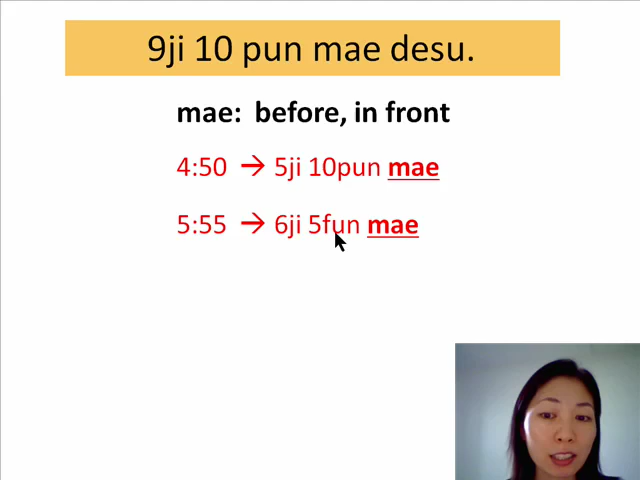 9ji 10 pun mae desu.
mae: before, in front
4:50 → 5ji 10pun mae
5:55 → 6ji 5fun mae